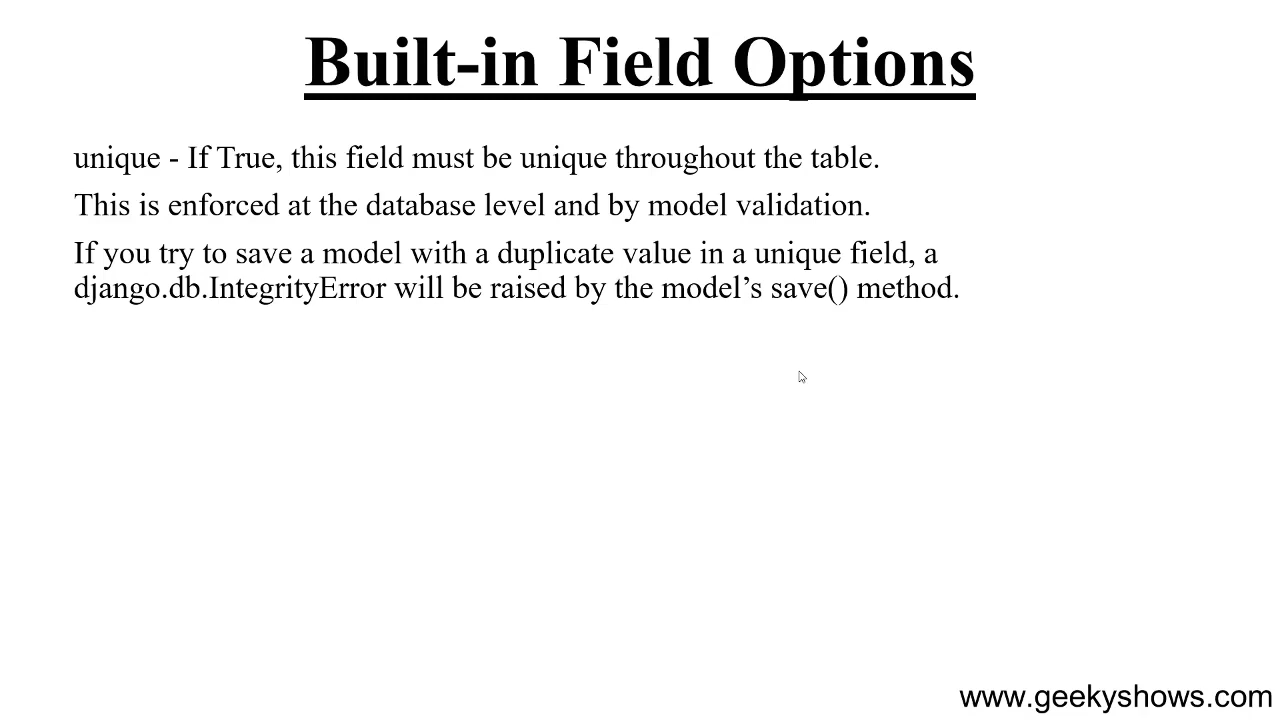 Built-in Field Options
unique - If True, this field must be unique throughout the table.
This is enforced at the database level and by model validation.
If you try to save a model with a duplicate value in a unique field, a
django.db.IntegrityError will be raised by the model’s save() method.
www.geekyshows.com